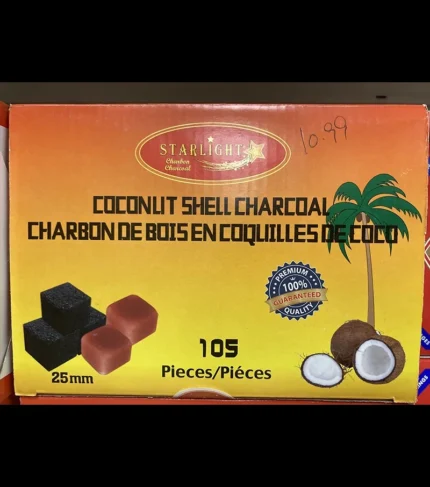 STARLIGHT
Charbon
Charcoal
10.99
COCONUT SHELL CHARCOAL
CHARBON DE BOIS EN COQUILLES DE COCO
PREMIUM
100%
GUARANTEED
QUALITY
105
Pieces/Piéces
25mm